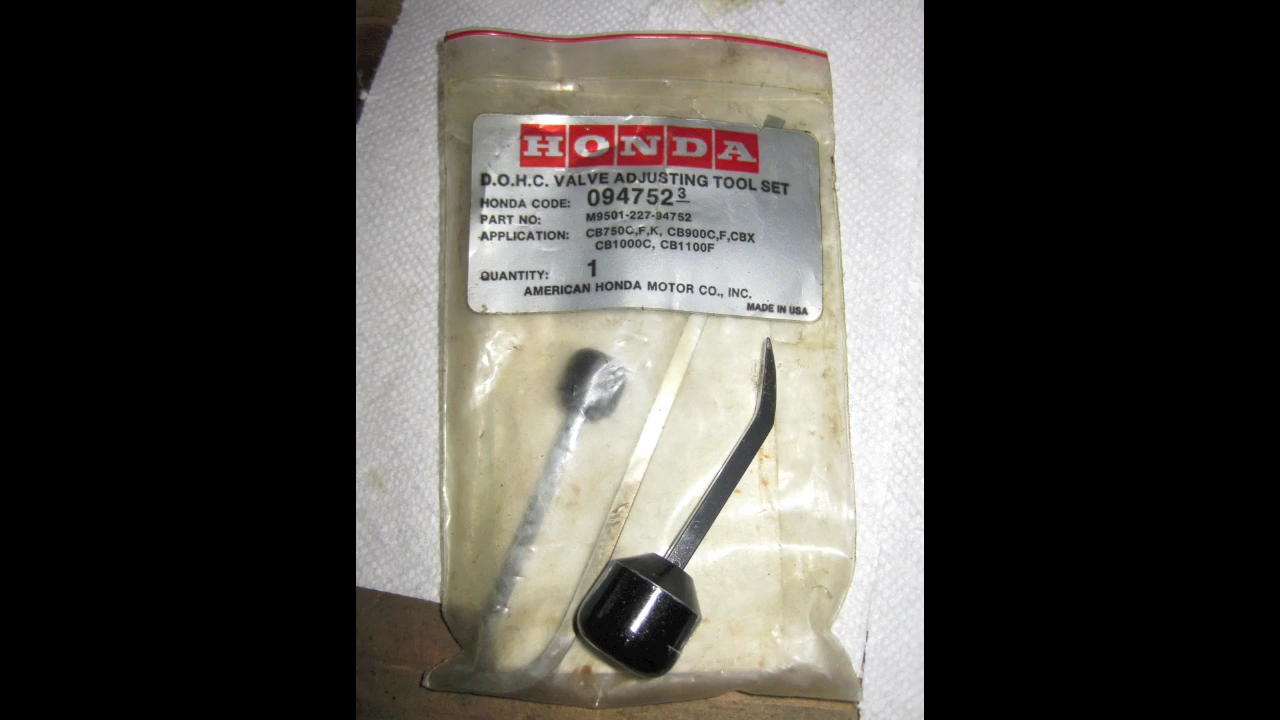 HONDA
D.O.H.C. VALVE ADJUSTING TOOL SET
HONDA CODE: 094752 3
PART NO: M9501-227-94752
APPLICATION: CB750C,F,K, CB900C,F,CBX
CB1000C, CB1100F
QUANTITY: 1
AMERICAN HONDA MOTOR CO., INC.
MADE IN USA